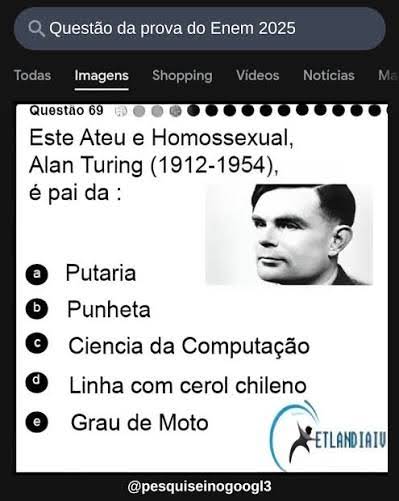 Questão da prova do Enem 2025
Todas Imagens Shopping Vídeos Notícias Ma
Questão 69
Este Ateu e Homossexual,
Alan Turing (1912-1954),
é pai da :
a Putaria
b Punheta
c Ciencia da Computação
d Linha com cerol chileno
e Grau de Moto
ETLANDIAIV
@pesquiseinogoogl3